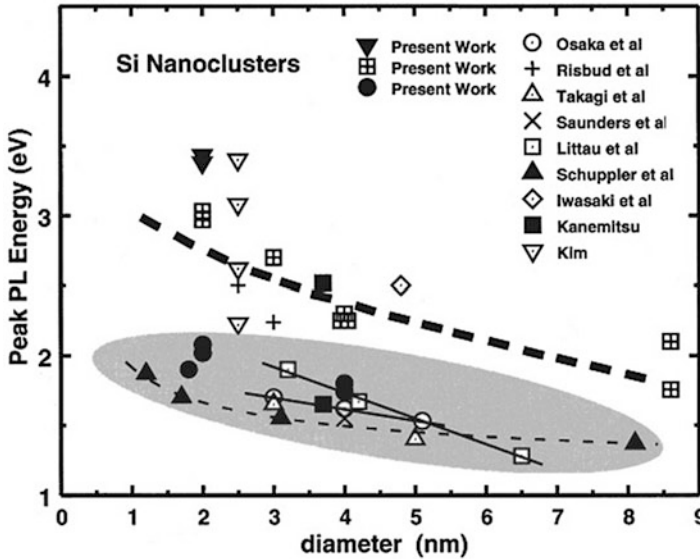 Si Nanoclusters
Present Work
Present Work
Present Work
Osaka et al
Risbud et al
Takagi et al
Saunders et al
Littau et al
Schuppler et al
Iwasaki et al
Kanemitsu
Kim
Peak PL Energy (eV)
4
3
2
1
0 1 2 3 4 5 6 7 8 9
diameter (nm)